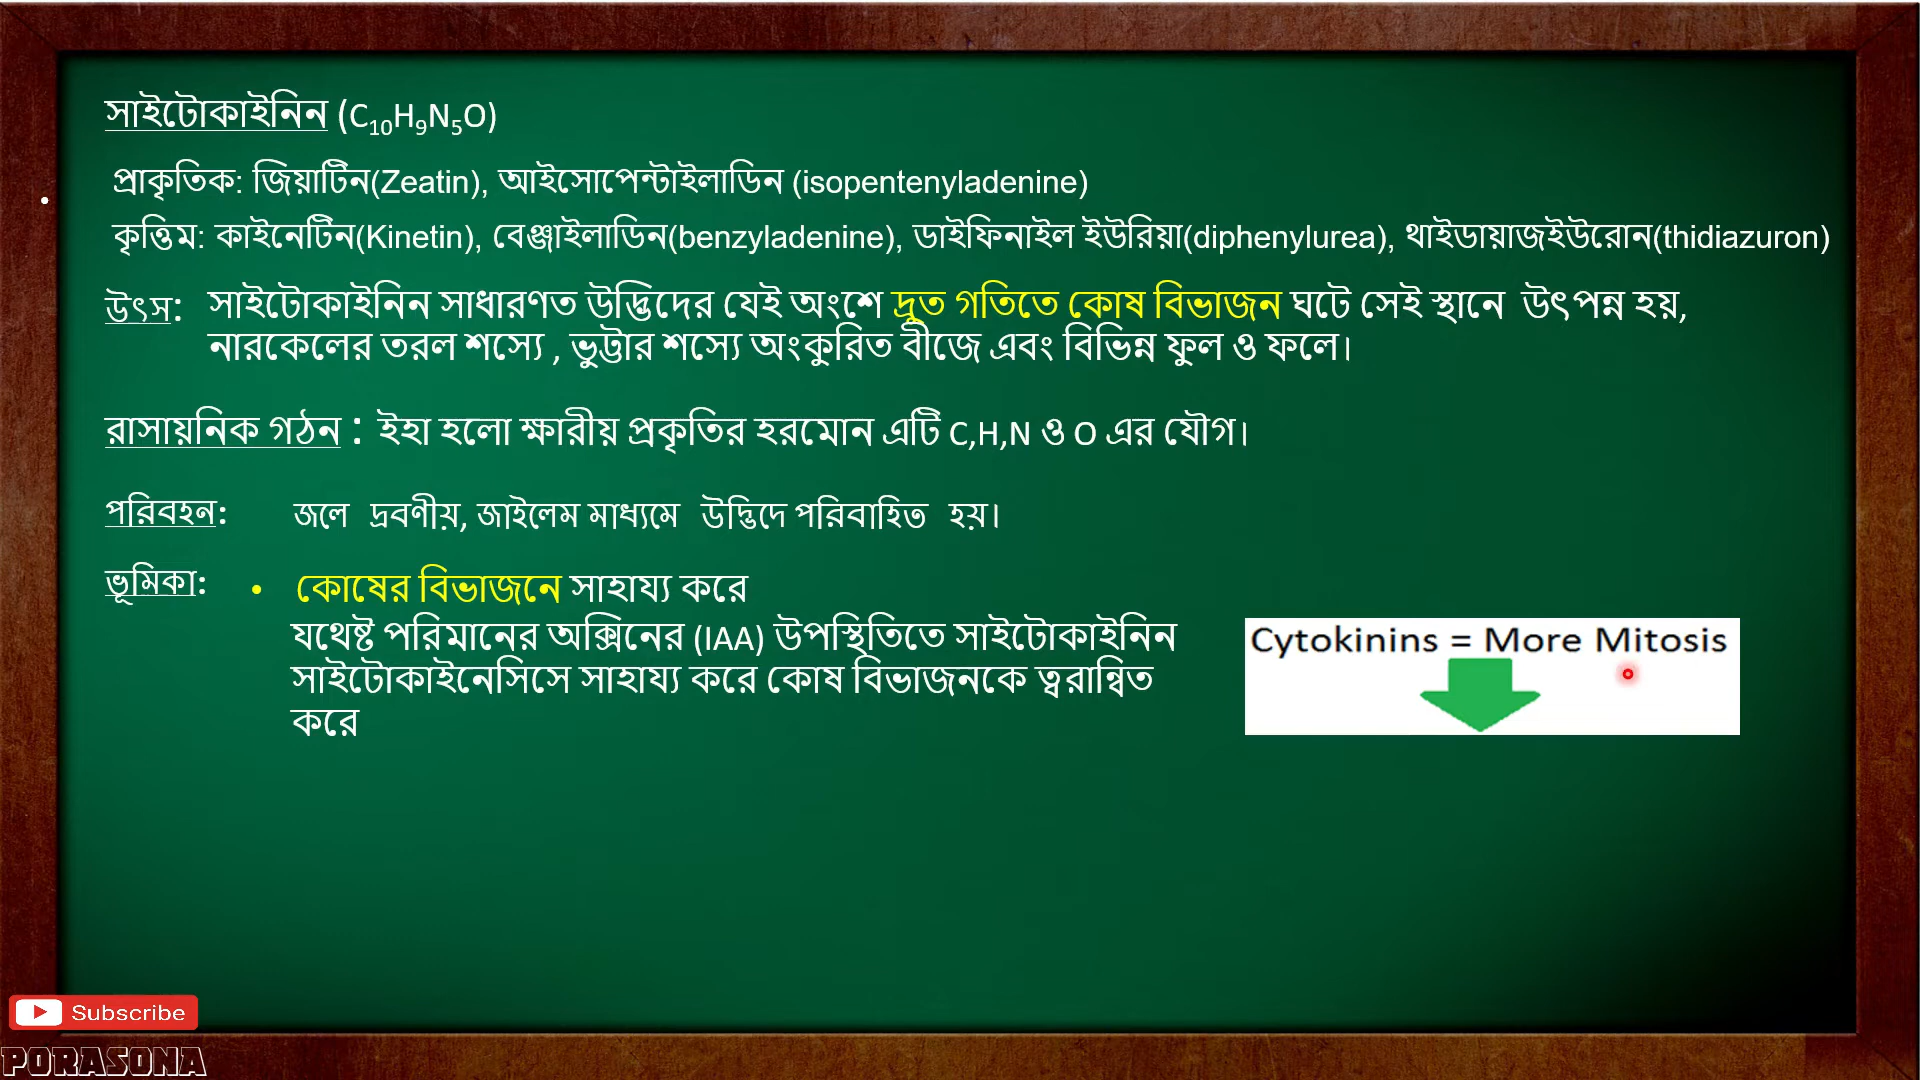 সাইটোকাইনিন (C10H9N5O)
প্রাকৃতিক: জিয়াটিন(Zeatin), আইসোপেন্টাইলাডিন (isopentenyladenine)
কৃত্তিম: কাইনেটিন(Kinetin), বেঞ্জাইলাডিন(benzyladenine), ডাইফিনাইল ইউরিয়া(diphenylurea), থাইডায়াজইউরোন(thidiazuron)
উৎস: সাইটোকাইনিন সাধারণত উদ্ভিদের যেই অংশে দ্রুত গতিতে কোষ বিভাজন ঘটে সেই স্থানে উৎপন্ন হয়,
নারকেলের তরল শস্যে , ভুট্টার শস্যে অংকুরিত বীজে এবং বিভিন্ন ফুল ও ফলে।
রাসায়নিক গঠন : ইহা হলো ক্ষারীয় প্রকৃতির হরমোন এটি C,H,N ও O এর যৌগ।
পরিবহন: জলে দ্রবণীয়, জাইলেম মাধ্যমে উদ্ভিদে পরিবাহিত হয়।
ভূমিকা: • কোষের বিভাজনে সাহায্য করে
যথেষ্ট পরিমানের অক্সিনের (IAA) উপস্থিতিতে সাইটোকাইনিন
সাইটোকাইনেসিসে সাহায্য করে কোষ বিভাজনকে ত্বরান্বিত
করে
Cytokinins = More Mitosis
Subscribe
PORASONA